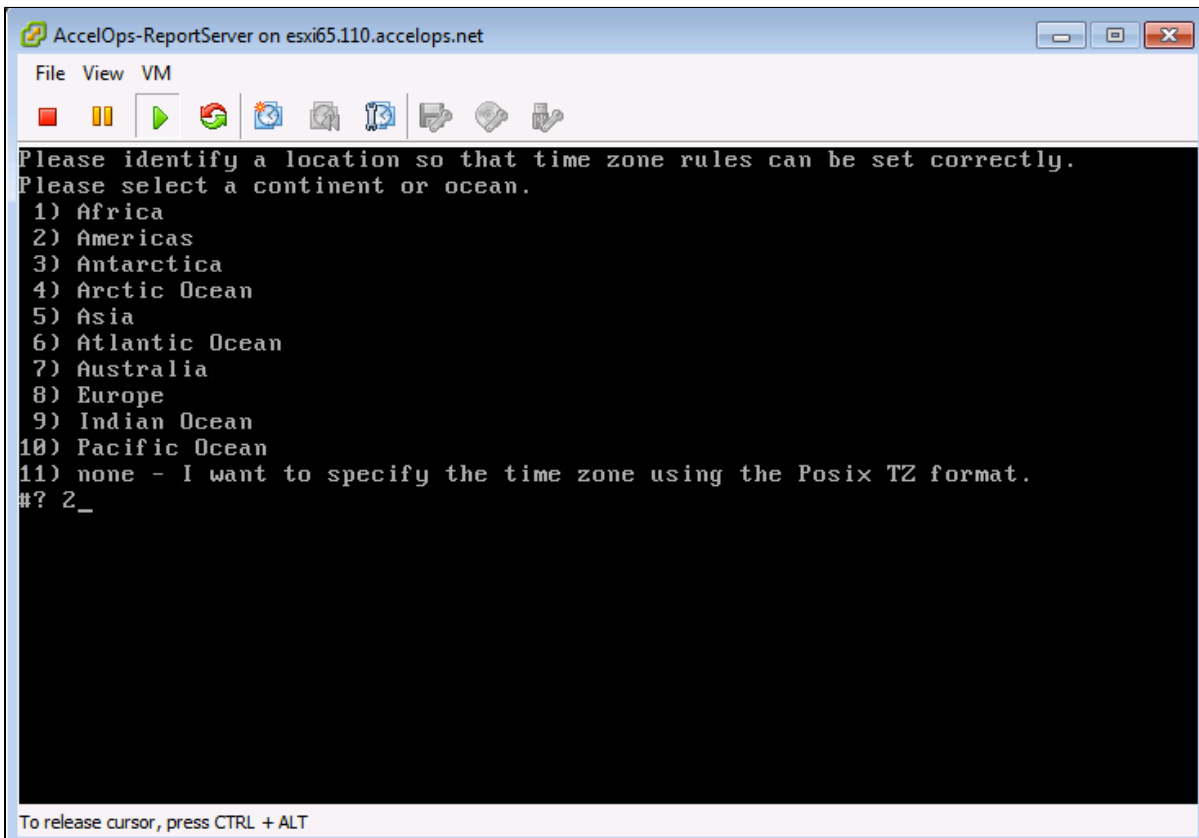 AccelOps-ReportServer on esxi65.110.accelops.net
File View VM
Please identify a location so that time zone rules can be set correctly.
Please select a continent or ocean.
1) Africa
2) Americas
3) Antarctica
4) Arctic Ocean
5) Asia
6) Atlantic Ocean
7) Australia
8) Europe
9) Indian Ocean
10) Pacific Ocean
11) none - I want to specify the time zone using the Posix TZ format.
#? 2_
To release cursor, press CTRL + ALT